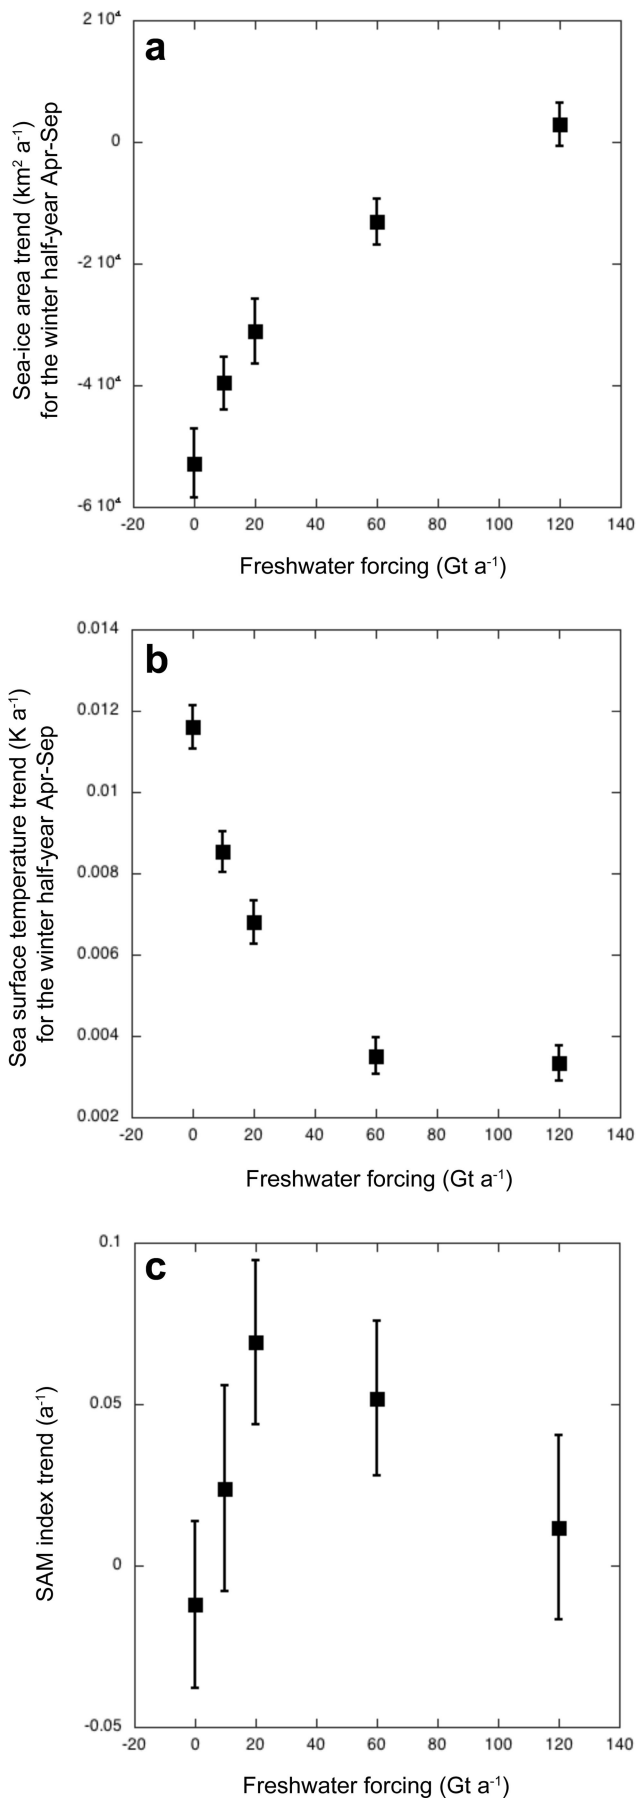 2 10⁴
a
0
-2 10⁴
-4 10⁴
-6 10⁴
Sea-ice area trend (km² a⁻¹)
for the winter half-year Apr-Sep
-20 0 20 40 60 80 100 120 140
Freshwater forcing (Gt a⁻¹)
0.014
b
0.012
0.01
0.008
0.006
0.004
0.002
Sea surface temperature trend (K a⁻¹)
for the winter half-year Apr-Sep
-20 0 20 40 60 80 100 120 140
Freshwater forcing (Gt a⁻¹)
0.1
c
0.05
0
-0.05
SAM index trend (a⁻¹)
-20 0 20 40 60 80 100 120 140
Freshwater forcing (Gt a⁻¹)